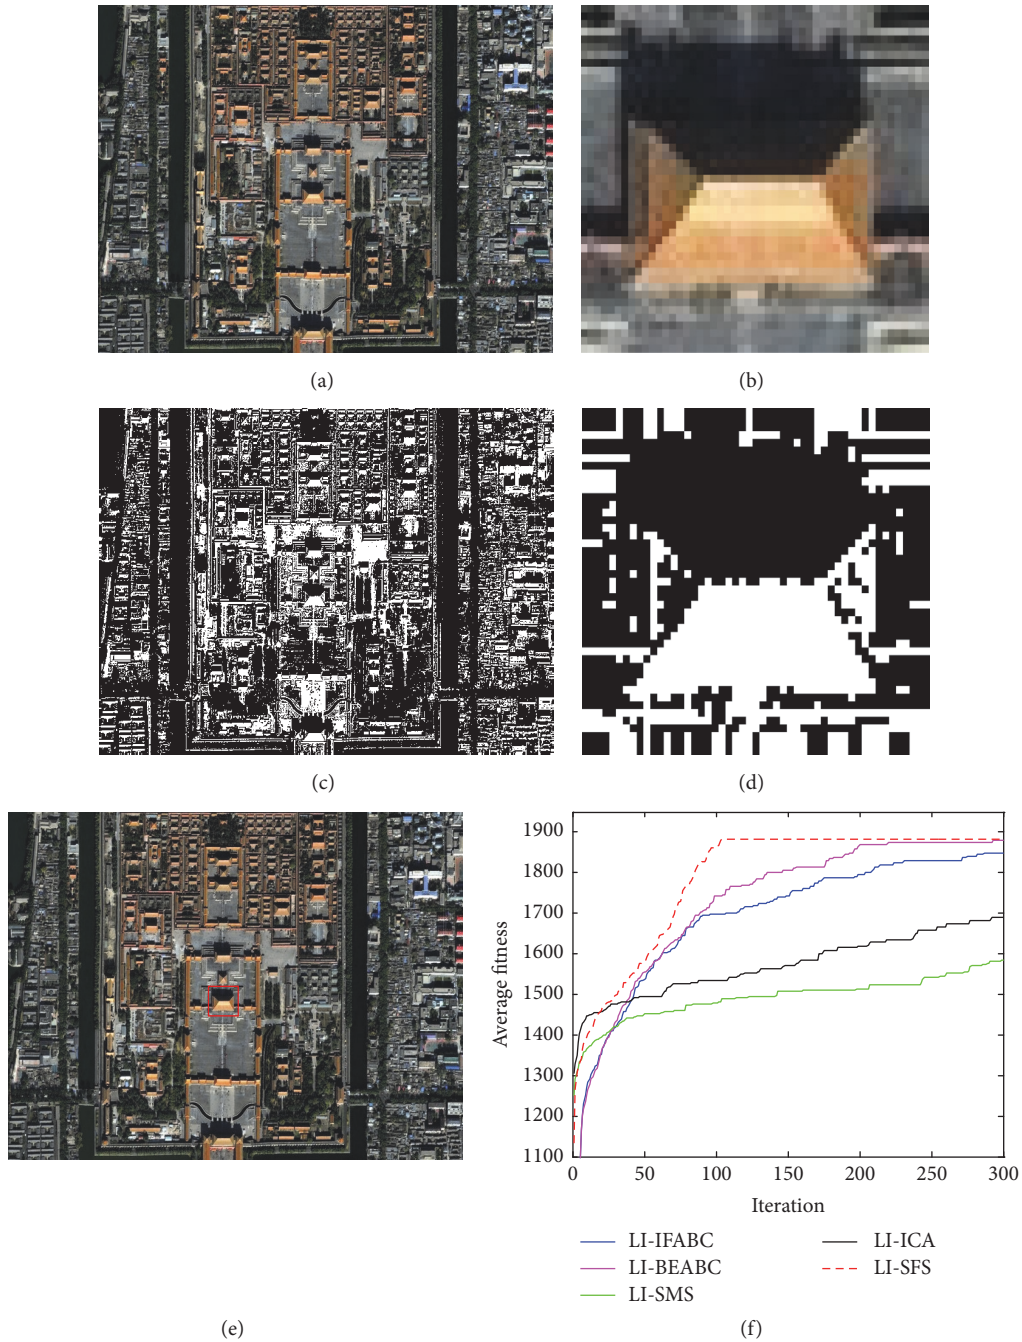 (a)
(b)
(c)
(d)
1900
1800
1700
1600
1500
1400
1300
1200
1100
Average fitness
0
50
100
150
200
250
300
Iteration
LI-IFABC
LI-BEABC
LI-SMS
LI-ICA
LI-SFS
(e)
(f)